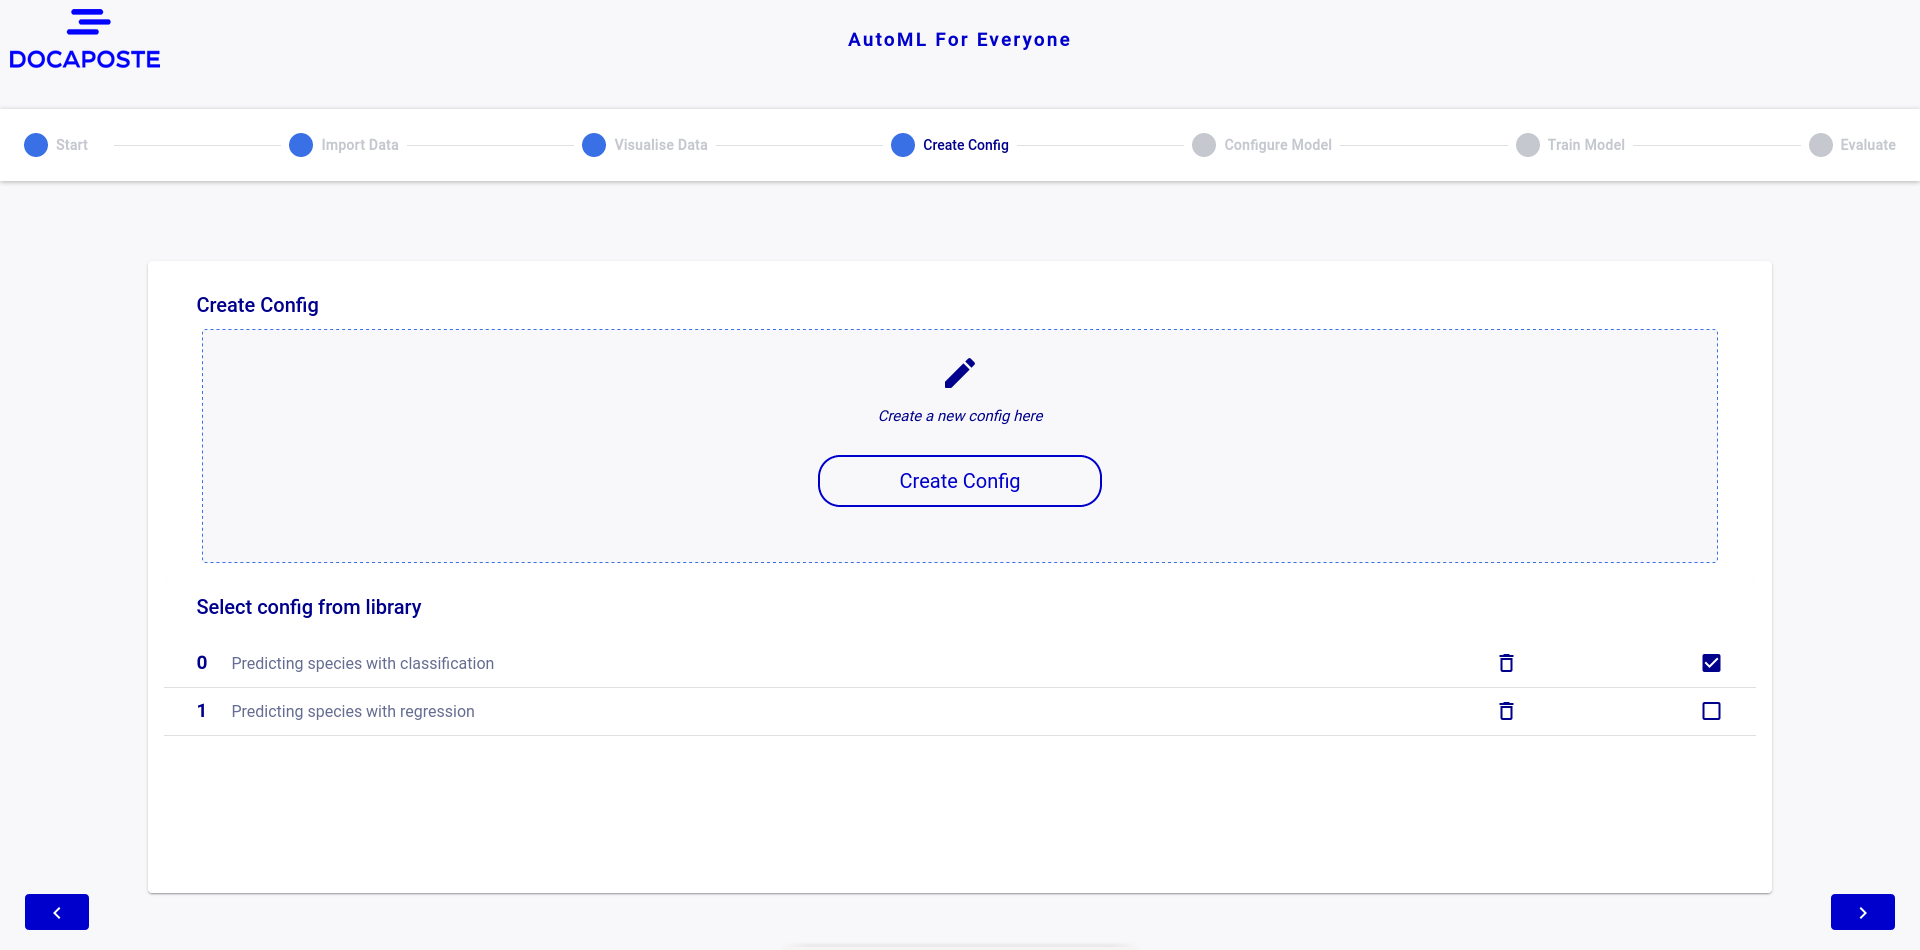 DOCAPOSTE
AutoML For Everyone
Start
Import Data
Visualise Data
Create Config
Configure Model
Train Model
Evaluate
Create Config
Create a new config here
Create Config
Select config from library
0 Predicting species with classification
1 Predicting species with regression